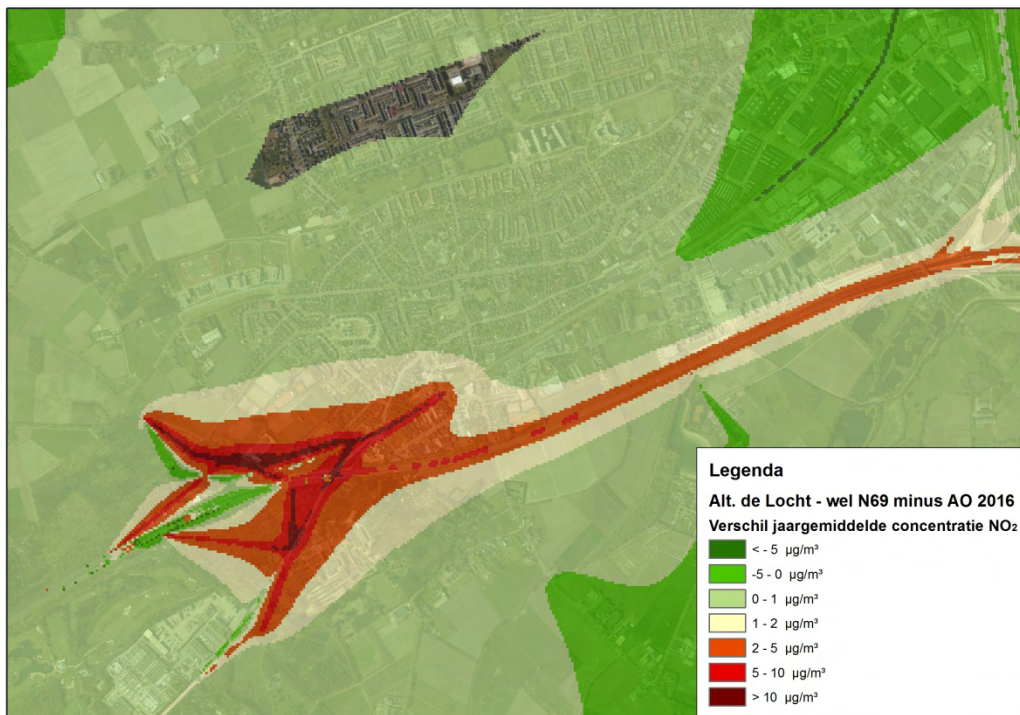 Legenda
Alt. de Locht - wel N69 minus AO 2016
Verschil jaargemiddelde concentratie NO₂
< - 5 µg/m³
-5 - 0 µg/m³
0 - 1 µg/m³
1 - 2 µg/m³
2 - 5 µg/m³
5 - 10 µg/m³
> 10 µg/m³